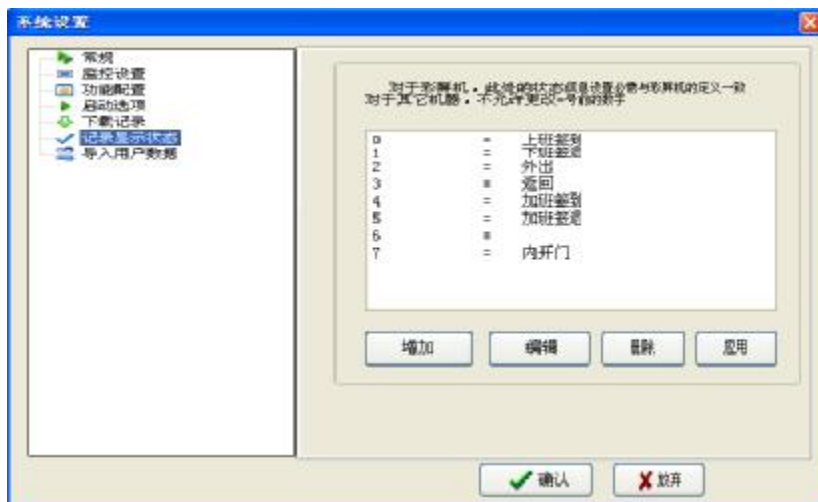 系统设置
常规
监控设置
功能配置
启动选项
下载记录
记录显示状态
导入用户数据
对于彩屏机，此处的状态信息设置必需与彩屏机的定义一致
对于其它机器，不允许更改=号前的数字
0 = 上班签到
1 = 下班签退
2 = 外出
3 = 返回
4 = 加班签到
5 = 加班签退
6 =
7 = 内开门
增加 编辑 删除 应用
确认 放弃